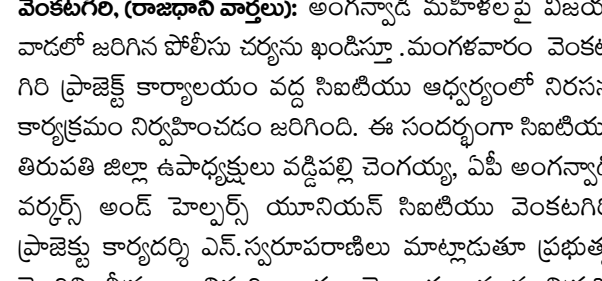 వెంకటగిరి, (రాజధాని వార్తలు): అంగన్వాడీ మహిళలపై విజయ
వాడలో జరిగిన పోలీసు చర్యను ఖండిస్తూ .మంగళవారం వెంకట
గిరి ప్రాజెక్ట్ కార్యాలయం వద్ద సిఐటియు ఆధ్వర్యంలో నిరసన
కార్యక్రమం నిర్వహించడం జరిగింది. ఈ సందర్భంగా సిఐటియు
తిరుపతి జిల్లా ఉపాధ్యక్షులు వడ్డిపల్లి చెంగయ్య, ఏపీ అంగన్వాడీ
వర్కర్స్ అండ్ హెల్పర్స్ యూనియన్ సిఐటియు వెంకటగిరి
ప్రాజెక్టు కార్యదర్శి ఎన్.స్వరూపరాణిలు మాట్లాడుతూ ప్రభుత్వ